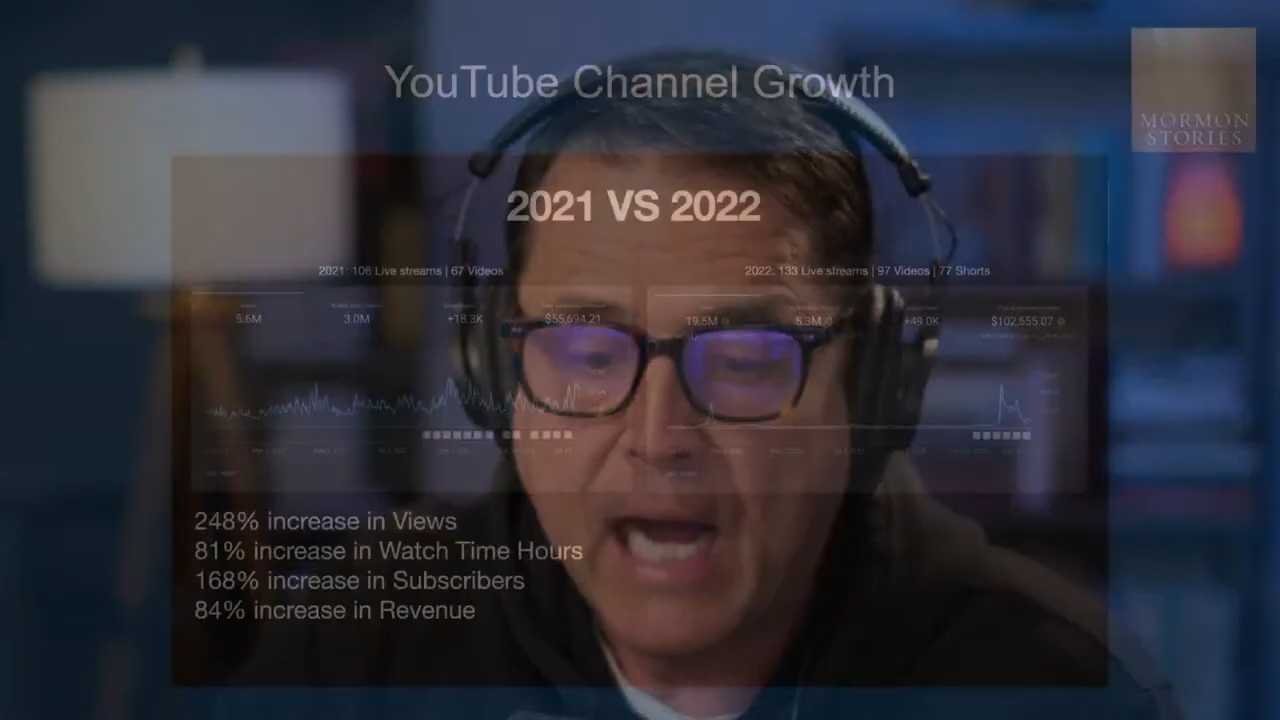 YouTube Channel Growth
MORMON
STORIES
2021 VS 2022
2021: 106 Live streams | 67 Videos
2022: 133 Live streams | 97 Videos | 77 Shorts
5.6M
3.0M
+18.3K
$55,694.21
19.5M
5.3M
+49.0K
$102,555.07
248% increase in Views
81% increase in Watch Time Hours
168% increase in Subscribers
84% increase in Revenue